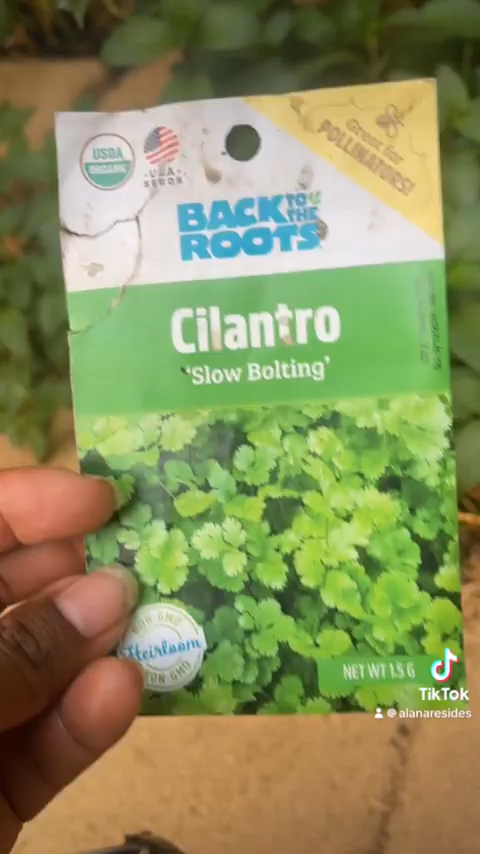 USDA
ORGANIC
U.S.A
SEEDS
Great for
POLLINATORS!
BACK TO THE
ROOTS
Cilantro
'Slow Bolting'
NON-GMO
Heirloom
NON-GMO
NET WT 1.5 G
TikTok
@alanaresides